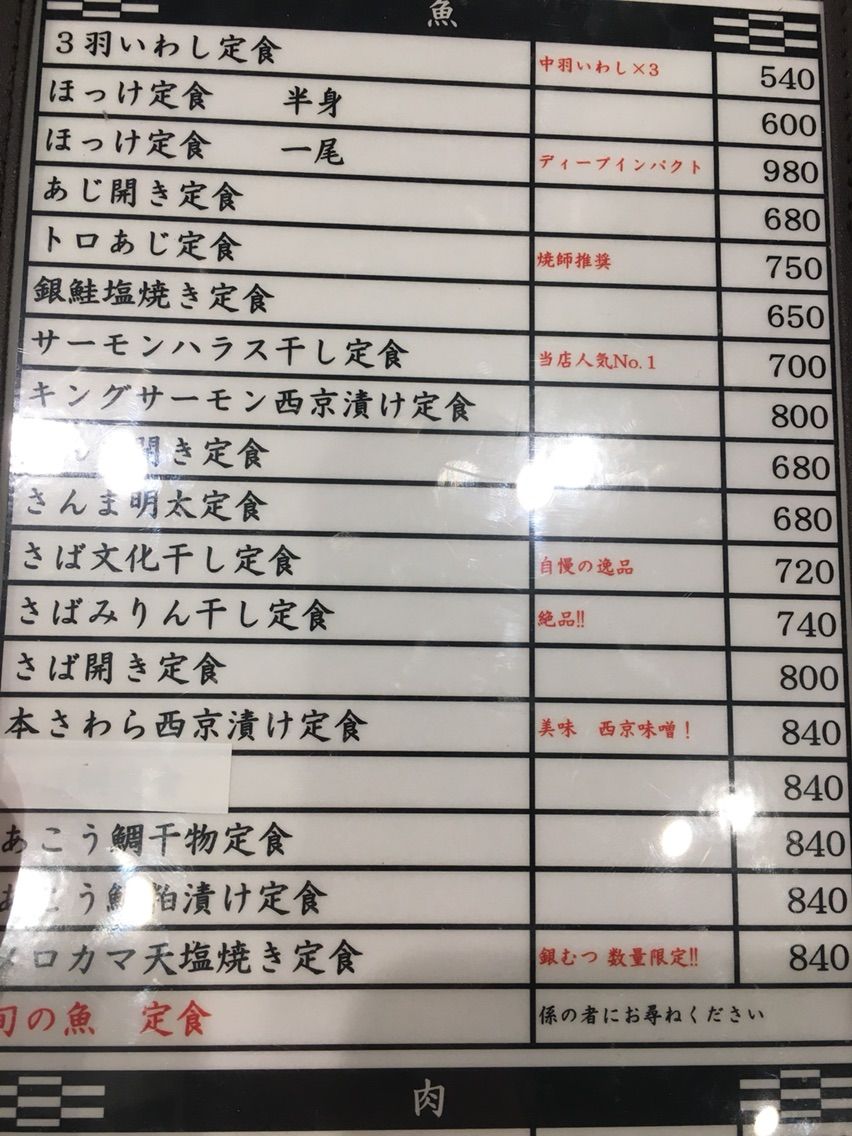 魚
3羽いわし定食 中羽いわし×3 540
ほっけ定食 半身 600
ほっけ定食 一尾 ディープインパクト 980
あじ開き定食 680
トロあじ定食 焼師推奨 750
銀鮭塩焼き定食 650
サーモンハラス干し定食 当店人気No.1 700
キングサーモン西京漬け定食 800
開き定食 680
さんま明太定食 680
さば文化干し定食 自慢の逸品 720
さばみりん干し定食 絶品!! 740
さば開き定食 800
本さわら西京漬け定食 美味 西京味噌! 840
840
あこう鯛干物定食 840
あこう鯛粕漬け定食 840
メロカマ天塩焼き定食 銀むつ 数量限定!! 840
旬の魚 定食 係の者にお尋ねください
肉